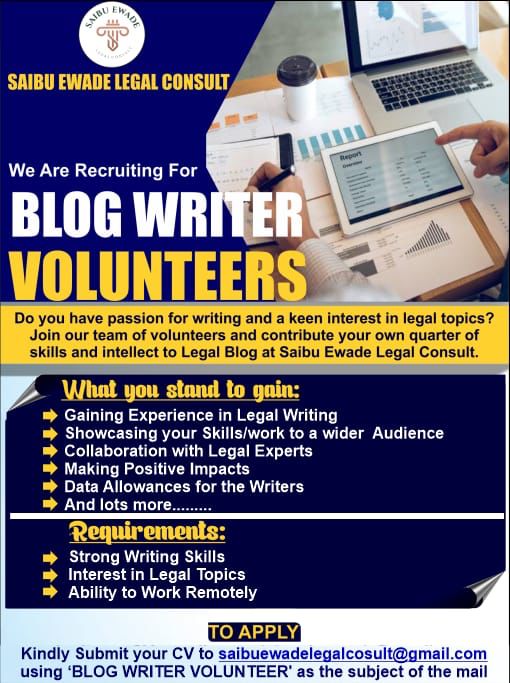 SAIBU EWADE
LEGALCONSULT
SAIBU EWADE LEGAL CONSULT
Report
Overview
We Are Recruiting For
BLOG WRITER
VOLUNTEERS
Do you have passion for writing and a keen interest in legal topics?
Join our team of volunteers and contribute your own quarter of
skills and intellect to Legal Blog at Saibu Ewade Legal Consult.
What you stand to gain:
Gaining Experience in Legal Writing
Showcasing your Skills/work to a wider Audience
Collaboration with Legal Experts
Making Positive Impacts
Data Allowances for the Writers
And lots more.........
Requirements:
Strong Writing Skills
Interest in Legal Topics
Ability to Work Remotely
TO APPLY
Kindly Submit your CV to saibuewadelegalcosult@gmail.com
using ‘BLOG WRITER VOLUNTEER' as the subject of the mail